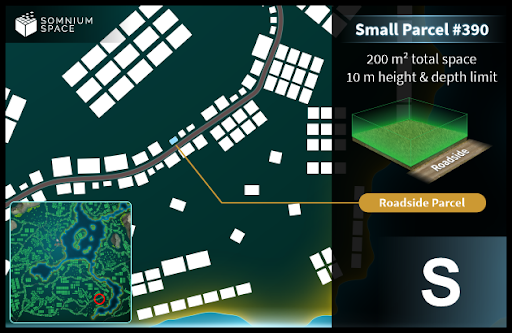 SOMNIUM
SPACE
Small Parcel #390
200 m² total space
10 m height & depth limit
Roadside
Roadside Parcel
S